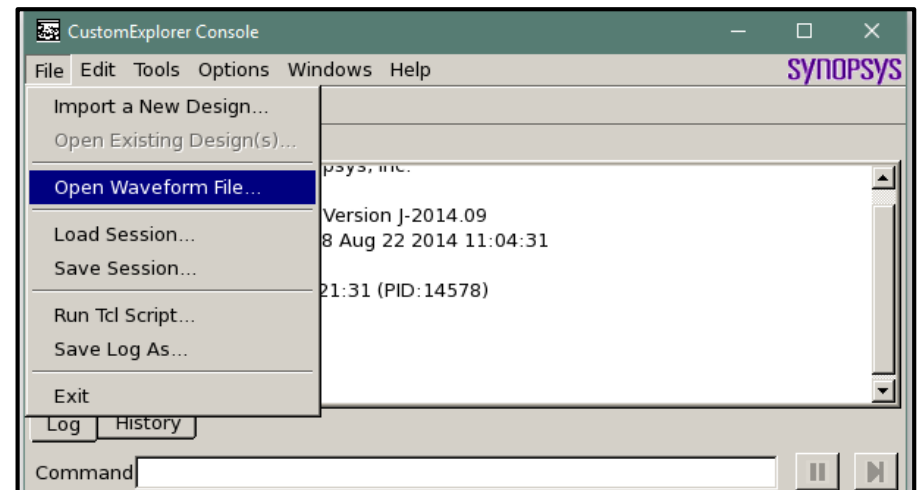 CustomExplorer Console
File Edit Tools Options Windows Help SYNOPSYS
Import a New Design...
Open Existing Design(s)...
Open Waveform File...
Version J-2014.09
Load Session...
8 Aug 22 2014 11:04:31
Save Session...
21:31 (PID:14578)
Run Tcl Script...
Save Log As...
Exit
Log History
Command